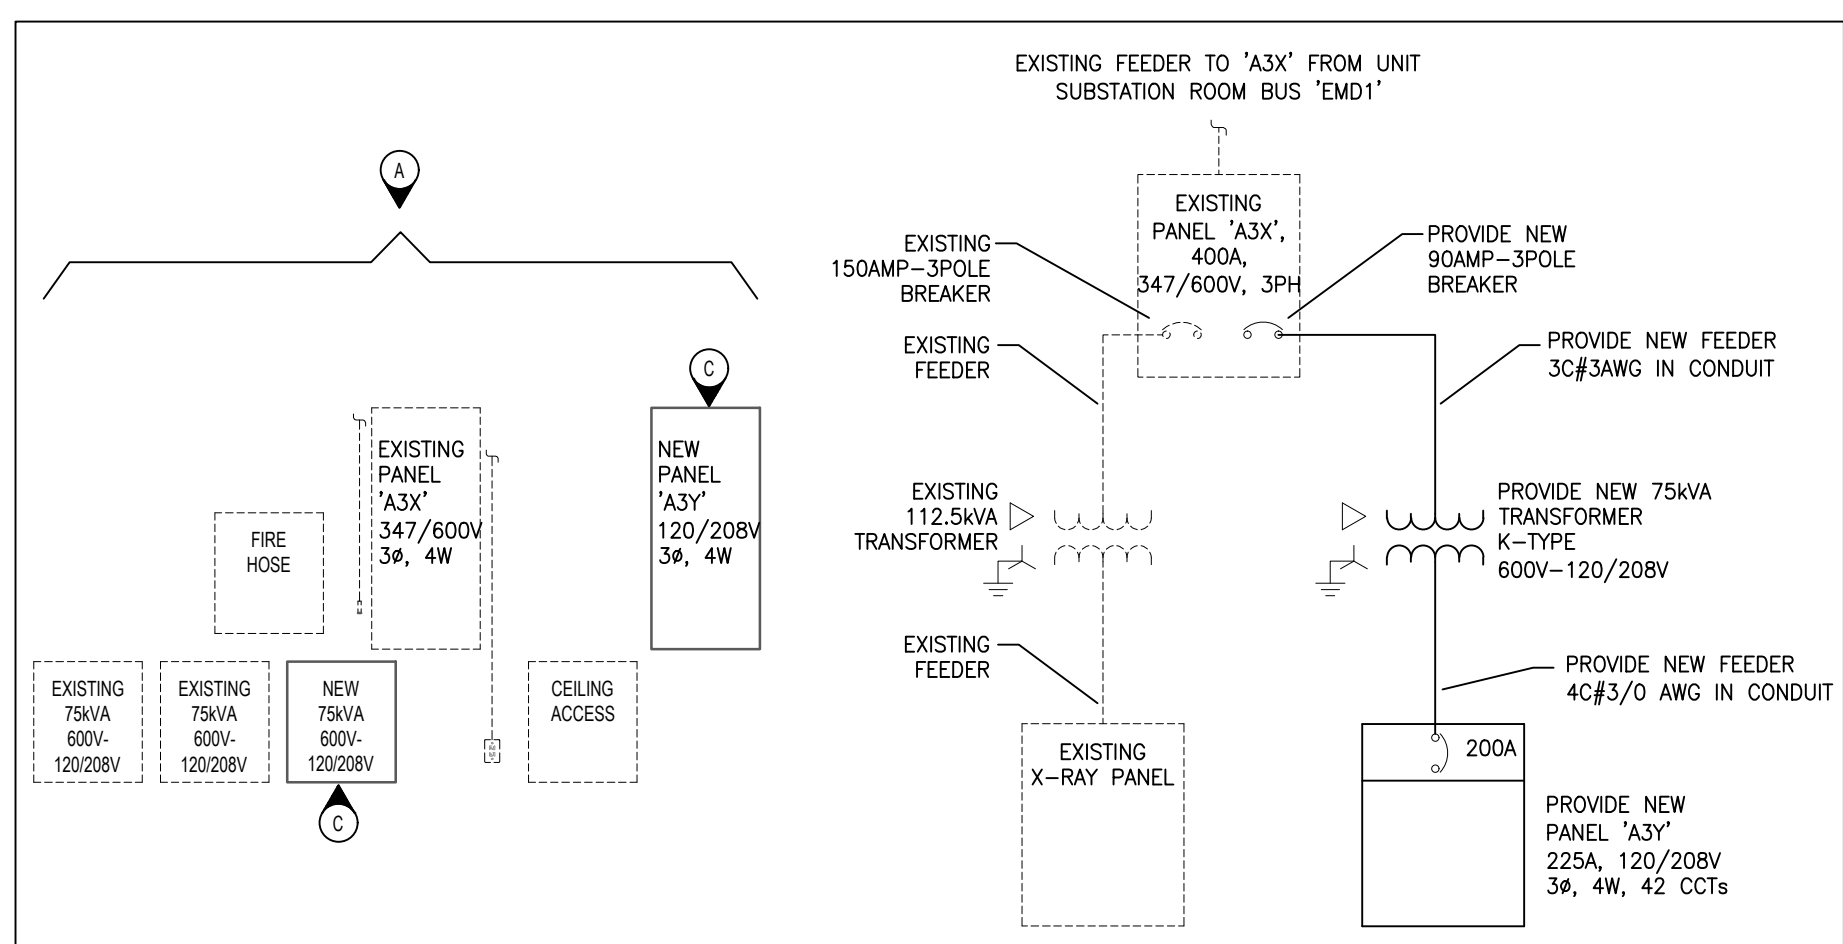 A
C
EXISTING
PANEL
'A3X'
347/600V
3ø, 4W
NEW
PANEL
'A3Y'
120/208V
3ø, 4W
FIRE
HOSE
EXISTING
75kVA
600V-
120/208V
EXISTING
75kVA
600V-
120/208V
NEW
75kVA
600V-
120/208V
CEILING
ACCESS
C
EXISTING FEEDER TO 'A3X' FROM UNIT
SUBSTATION ROOM BUS 'EMD1'
EXISTING
PANEL 'A3X',
400A,
347/600V, 3PH
EXISTING
150AMP-3POLE
BREAKER
PROVIDE NEW
90AMP-3POLE
BREAKER
EXISTING
FEEDER
PROVIDE NEW FEEDER
3C#3AWG IN CONDUIT
EXISTING
112.5kVA
TRANSFORMER
PROVIDE NEW 75kVA
TRANSFORMER
K-TYPE
600V-120/208V
EXISTING
FEEDER
PROVIDE NEW FEEDER
4C#3/0 AWG IN CONDUIT
EXISTING
X-RAY PANEL
200A
PROVIDE NEW
PANEL 'A3Y'
225A, 120/208V
3ø, 4W, 42 CCTs